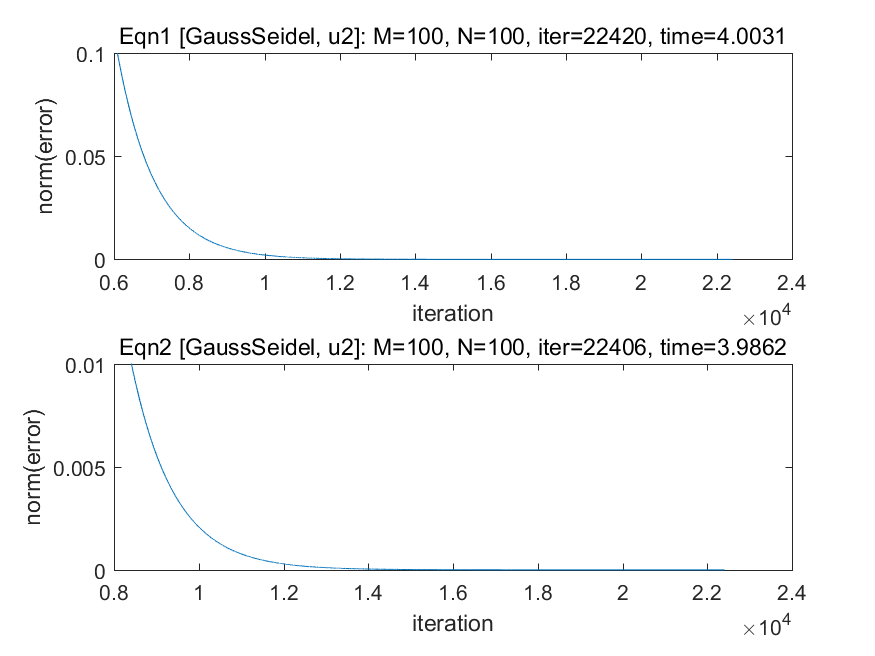 Eqn1 [GaussSeidel, u2]: M=100, N=100, iter=22420, time=4.0031
0.1
0.05
0
norm(error)
0.6 0.8 1 1.2 1.4 1.6 1.8 2 2.2 2.4
iteration
×10^4
Eqn2 [GaussSeidel, u2]: M=100, N=100, iter=22406, time=3.9862
0.01
0.005
0
norm(error)
0.8 1 1.2 1.4 1.6 1.8 2 2.2 2.4
iteration
×10^4